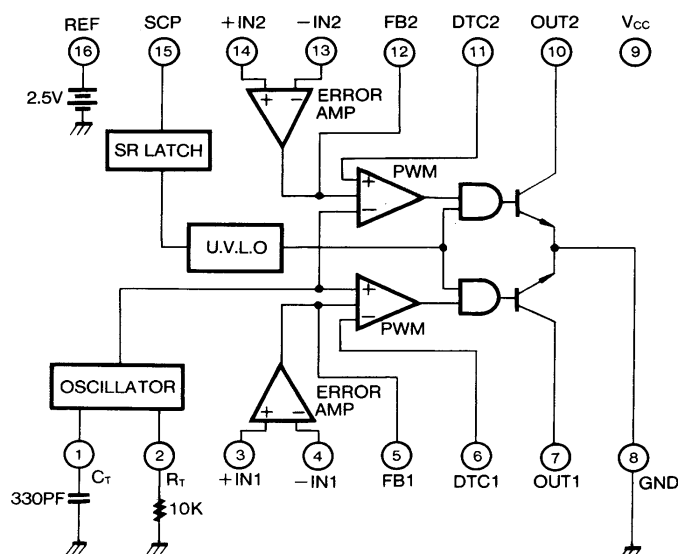 REF SCP +IN2 −IN2 FB2 DTC2 OUT2 Vcc
16 15 14 13 12 11 10 9
2.5V
+ − ERROR AMP
SR LATCH
PWM
+
−
U.V.L.O
+
−
PWM
OSCILLATOR
ERROR AMP
+ −
1 2 3 4 5 6 7 8
CT RT +IN1 −IN1 FB1 DTC1 OUT1 GND
330PF 10K